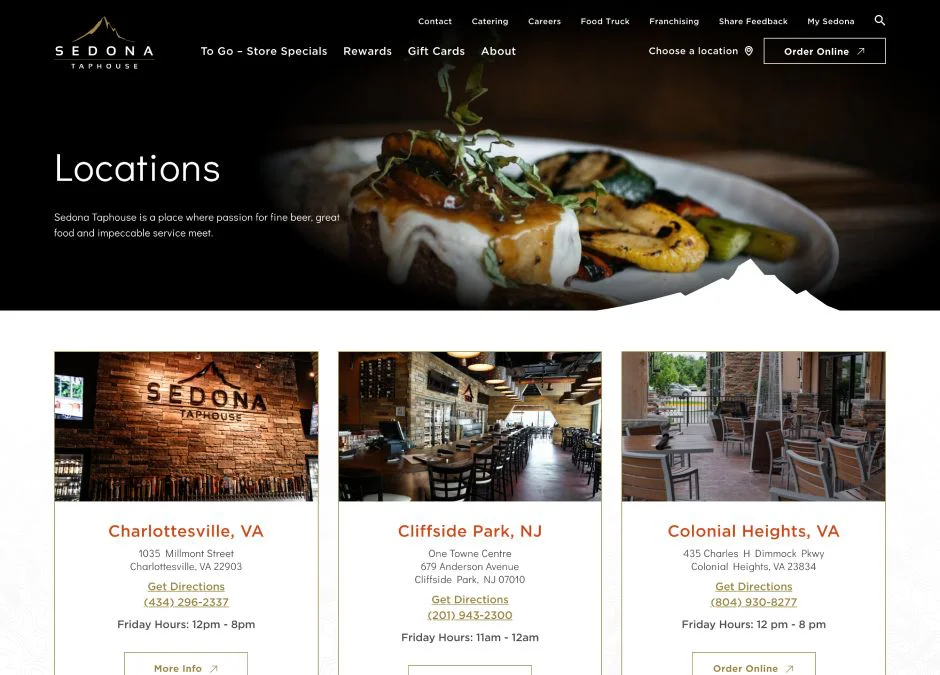 Contact Catering Careers Food Truck Franchising Share Feedback My Sedona
SEDONA
TAPHOUSE
To Go – Store Specials Rewards Gift Cards About
Choose a location
Order Online
Locations
Sedona Taphouse is a place where passion for fine beer, great
food and impeccable service meet.
SEDONA
TAPHOUSE
Charlottesville, VA
1035 Millmont Street
Charlottesville, VA 22903
Get Directions
(434) 296-2337
Friday Hours: 12pm - 8pm
More Info
Cliffside Park, NJ
One Towne Centre
679 Anderson Avenue
Cliffside Park, NJ 07010
Get Directions
(201) 943-2300
Friday Hours: 11am - 12am
Colonial Heights, VA
435 Charles H Dimmock Pkwy
Colonial Heights, VA 23834
Get Directions
(804) 930-8277
Friday Hours: 12 pm - 8 pm
Order Online